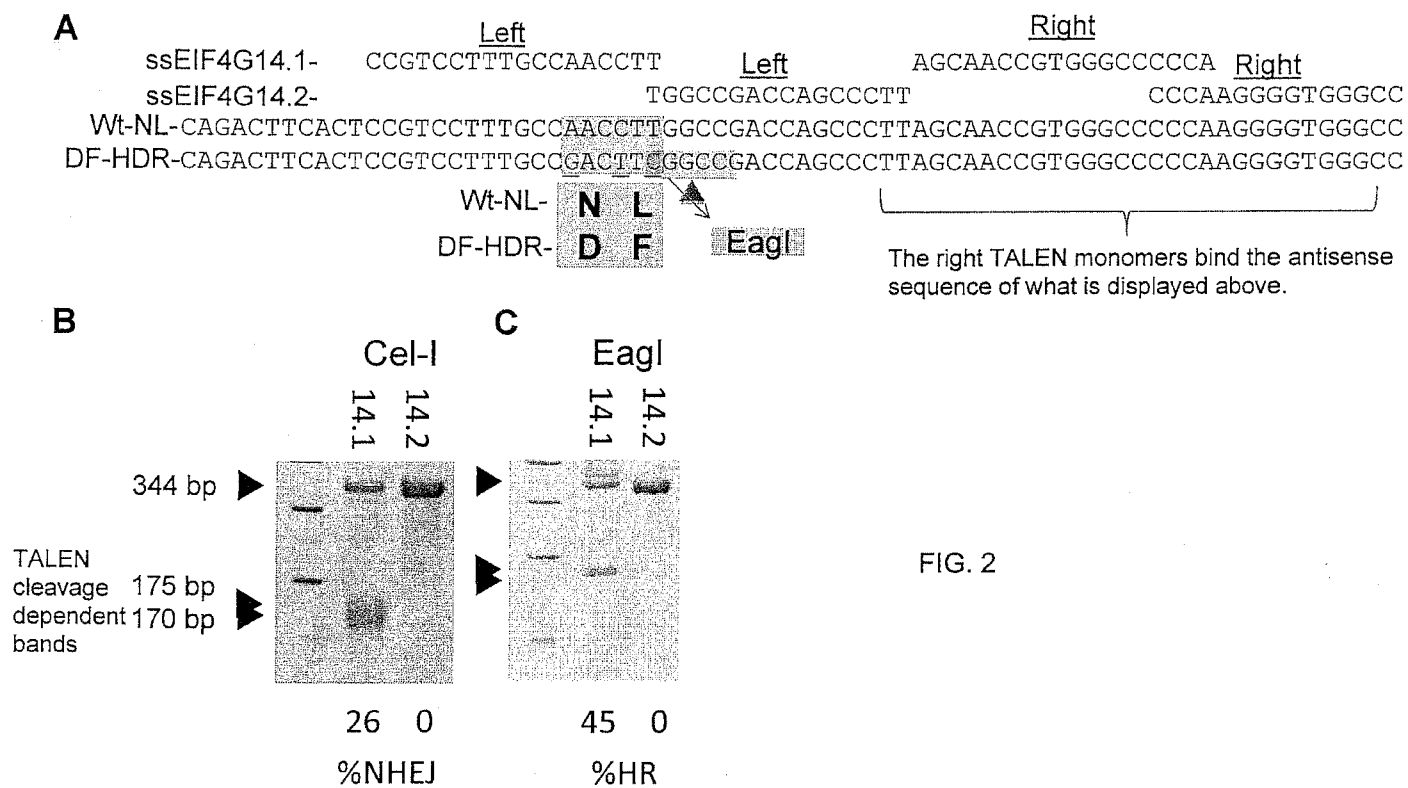 A
Left
Right
ssEIF4G14.1- CCGTCCTTTGCCAACCTT AGCAACCGTGGGCCCCCA
Left
Right
ssEIF4G14.2- TGGCCGACCAGCCCTT CCCAAGGGGTGGGCC
Wt-NL-CAGACTTCACTCCGTCCTTTGCCAACCTTGGCCGACCAGCCCTTAGCAACCGTGGGCCCCCAAGGGGTGGGCC
DF-HDR-CAGACTTCACTCCGTCCTTTGCCGACTTCGGCCGACCAGCCCTTAGCAACCGTGGGCCCCCAAGGGGTGGGCC
Wt-NL- N L
DF-HDR- D F
EagI
The right TALEN monomers bind the antisense
sequence of what is displayed above.
B
Cel-I
14.1 14.2
344 bp
TALEN
cleavage
dependent
bands
175 bp
170 bp
26 0
%NHEJ
C
EagI
14.1 14.2
45 0
%HR
FIG. 2